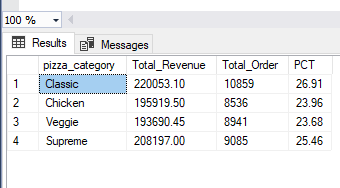 100 %
Results Messages
pizza_category Total_Revenue Total_Order PCT
1 Classic 220053.10 10859 26.91
2 Chicken 195919.50 8536 23.96
3 Veggie 193690.45 8941 23.68
4 Supreme 208197.00 9085 25.46